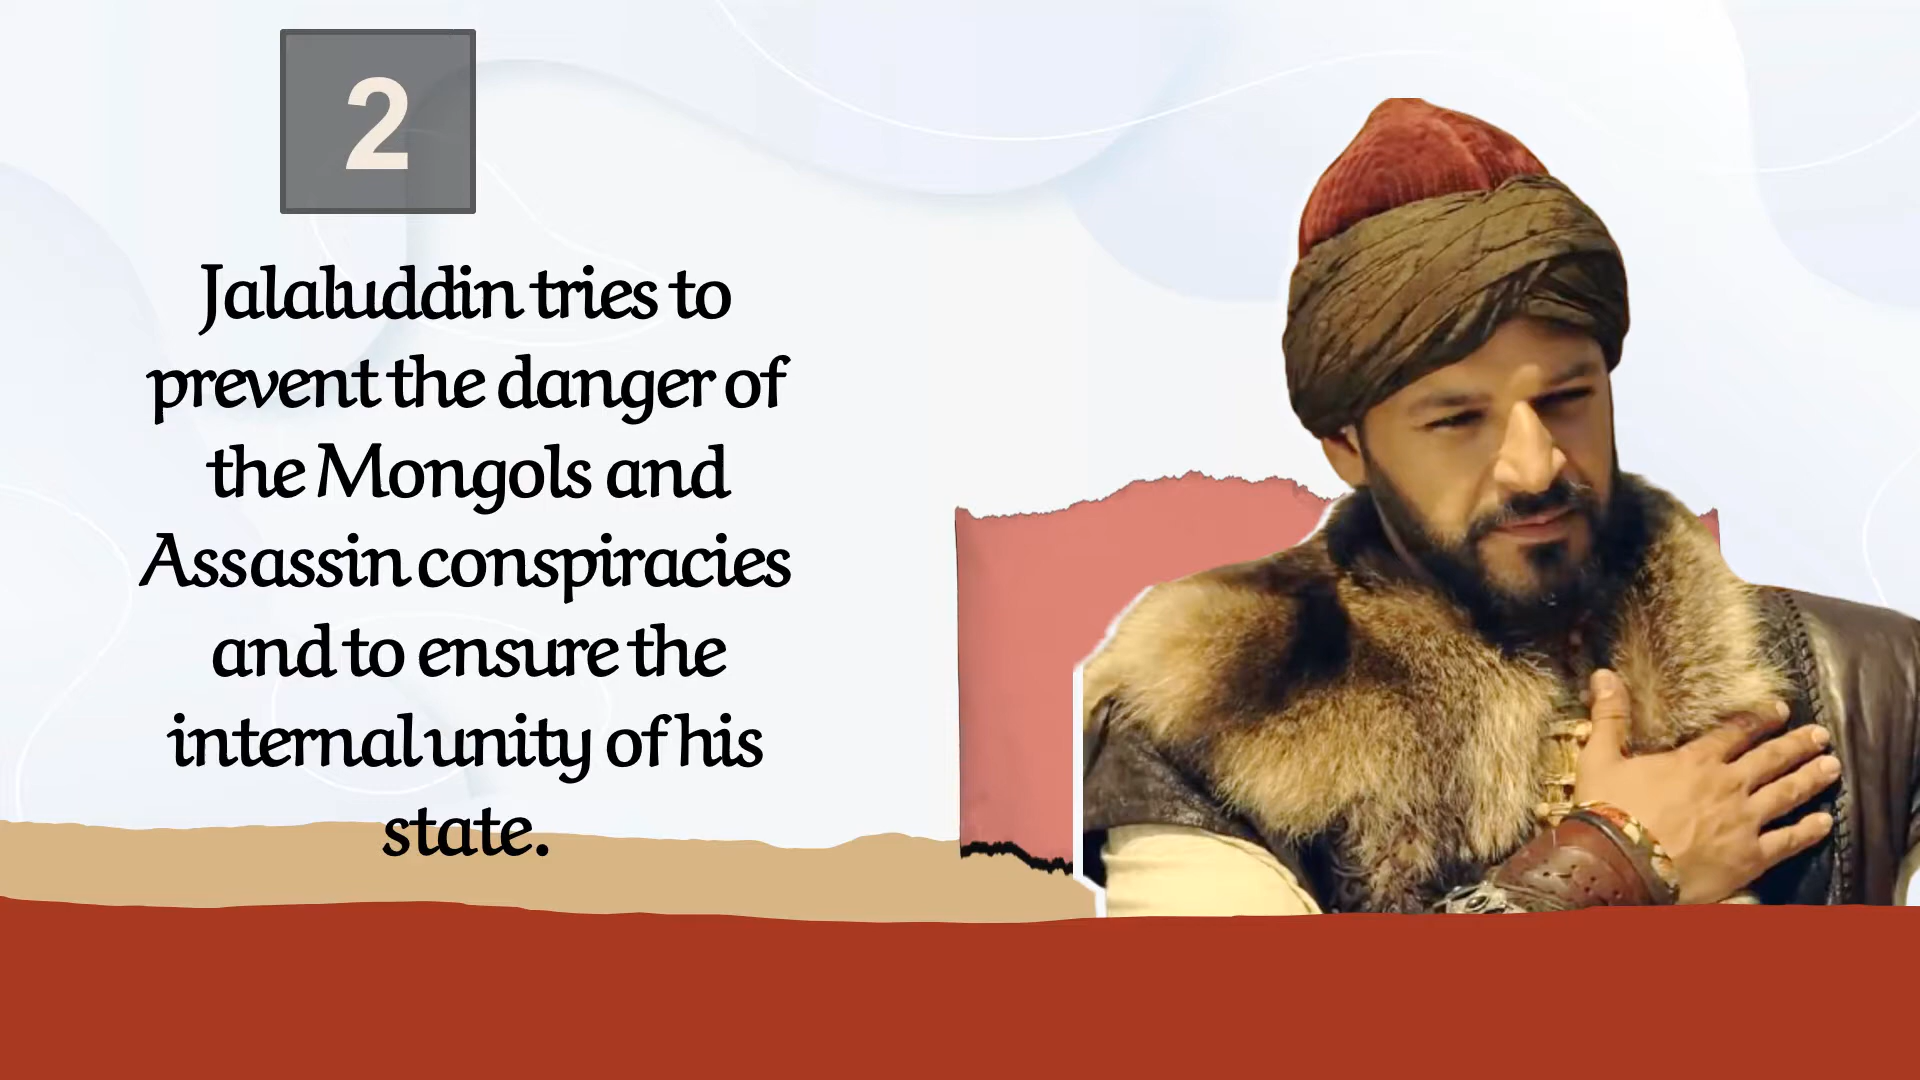 2
Jalaluddin tries to
prevent the danger of
the Mongols and
Assassin conspiracies
and to ensure the
internal unity of his
state.